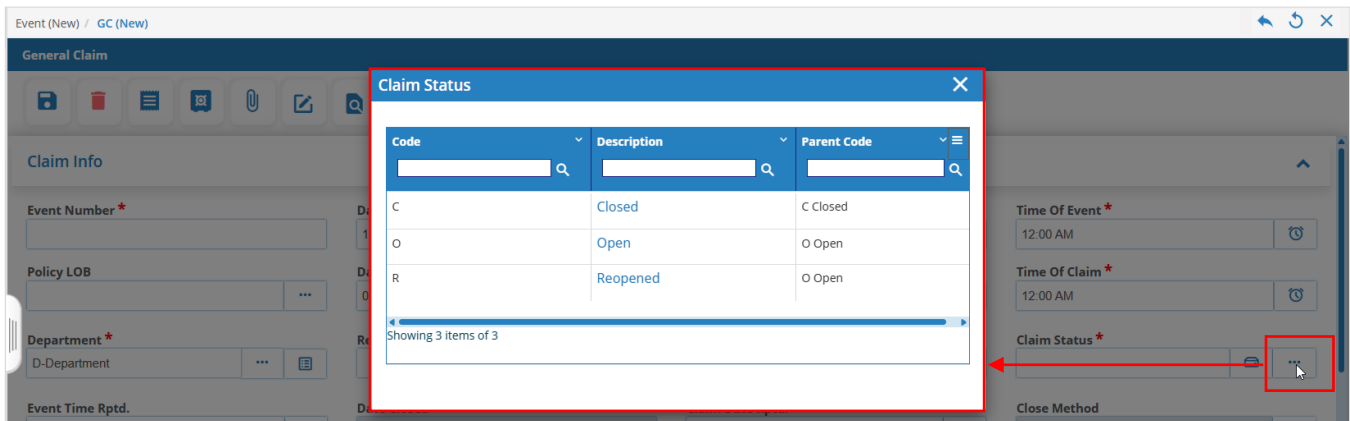 Event (New) / GC (New)
General Claim
Claim Status
Claim Info
Code Description Parent Code
C Closed C Closed
O Open O Open
R Reopened O Open
Showing 3 items of 3
Event Number *
Time Of Event *
12:00 AM
Policy LOB
Time Of Claim *
12:00 AM
Department *
D-Department
Claim Status *
Event Time Rptd.
Close Method